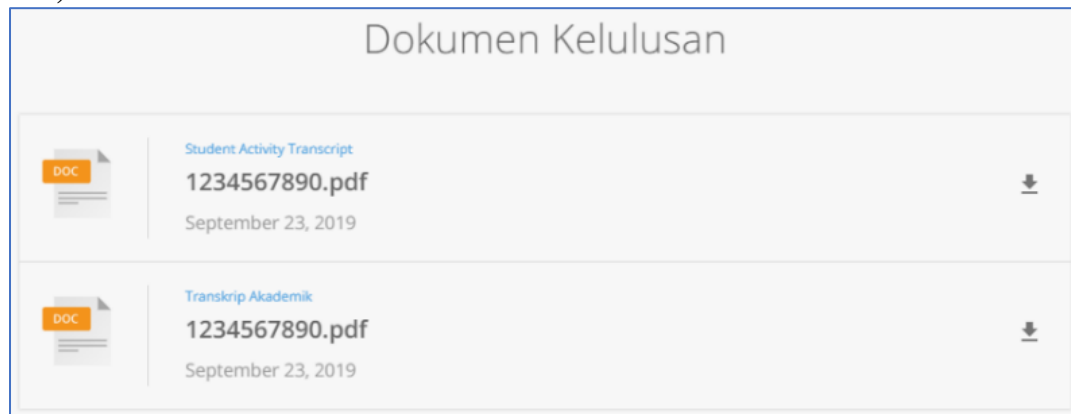 Dokumen Kelulusan
DOC
Student Activity Transcript
1234567890.pdf
September 23, 2019
DOC
Transkrip Akademik
1234567890.pdf
September 23, 2019